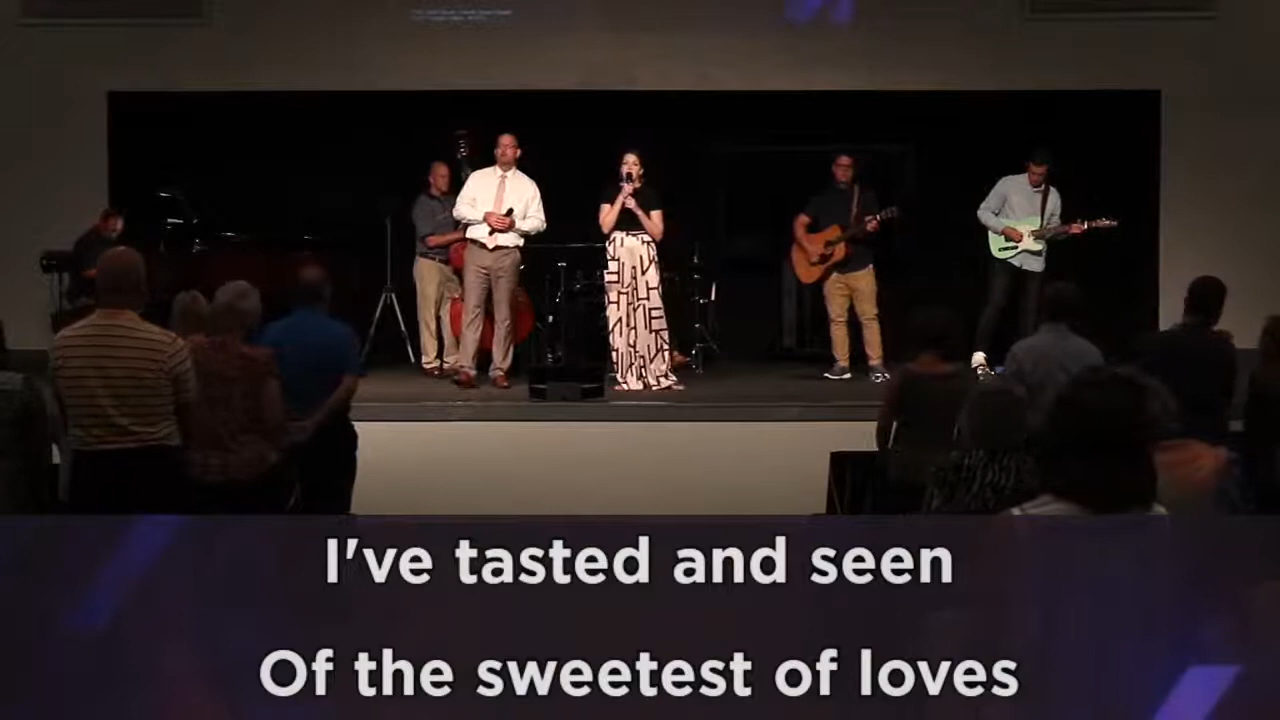 I've tasted and seen
Of the sweetest of loves